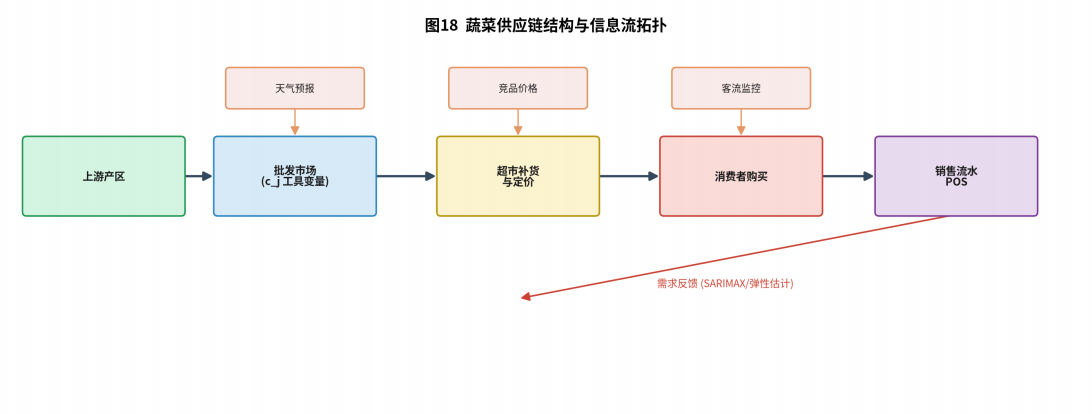 图18 蔬菜供应链结构与信息流拓扑
天气预报
竞品价格
客流监控
上游产区
批发市场
(c_j 工具变量)
超市补货
与定价
消费者购买
销售流水
POS
需求反馈 (SARIMAX/弹性估计)